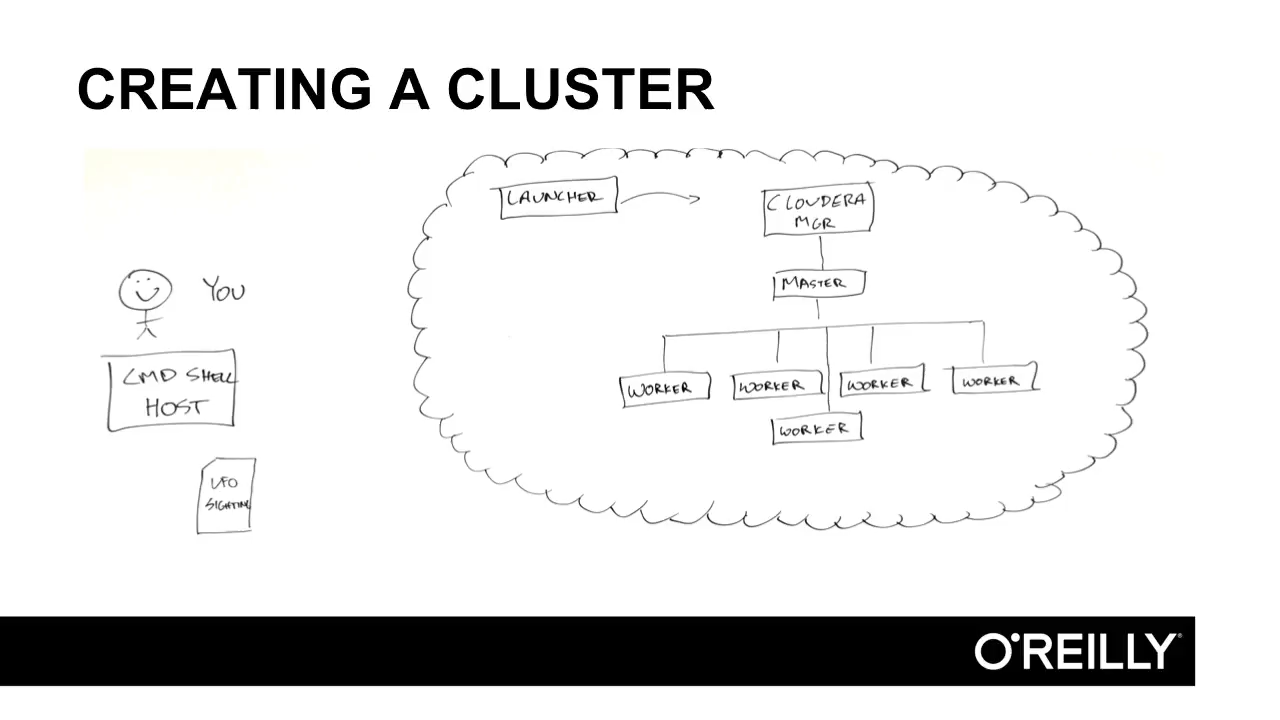 CREATING A CLUSTER
LAUNCHER
CLOUDERA
MGR
MASTER
YOU
CMD SHELL
HOST
WORKER
WORKER
WORKER
WORKER
WORKER
UFO
SIGHTING
O'REILLY®